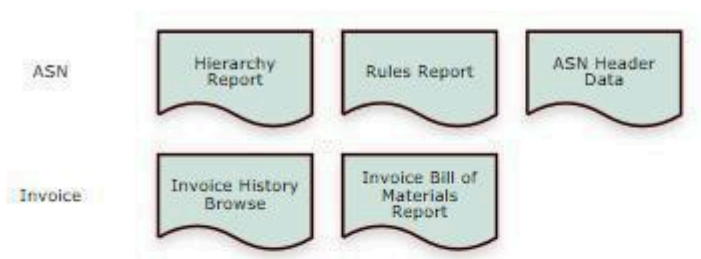 ASN
Hierarchy
Report
Rules Report
ASN Header
Data
Invoice
Invoice History
Browse
Invoice Bill of
Materials
Report